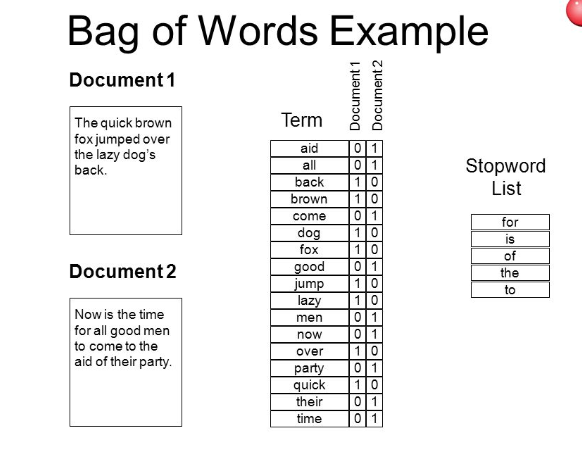 Bag of Words Example
Document 1
The quick brown
fox jumped over
the lazy dog's
back.
Document 2
Now is the time
for all good men
to come to the
aid of their party.
Term Document 1 Document 2
aid 0 1
all 0 1
back 1 0
brown 1 0
come 0 1
dog 1 0
fox 1 0
good 0 1
jump 1 0
lazy 1 0
men 0 1
now 0 1
over 1 0
party 0 1
quick 1 0
their 0 1
time 0 1
Stopword
List
for
is
of
the
to